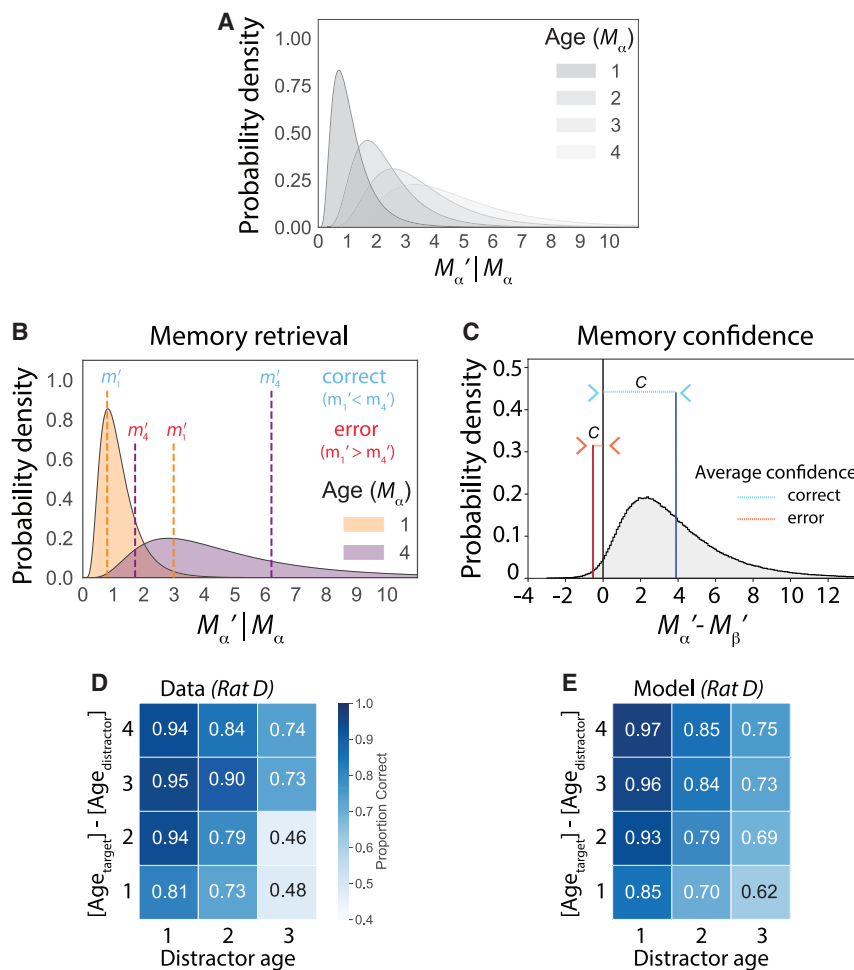 A
1.00
0.75
0.50
0.25
0.00
Probability density
0 1 2 3 4 5 6 7 8 9 10
Mα′|Mα
Age (Mα)
1
2
3
4
B Memory retrieval
1.0
0.8
0.6
0.4
0.2
0.0
Probability density
m1′ m4′
m4′ m1′
correct
(m1′< m4′)
error
(m1′> m4′)
Age (Mα)
1
4
0 1 2 3 4 5 6 7 8 9 10
Mα′|Mα
C Memory confidence
0.5
0.4
0.3
0.2
0.1
0
Probability density
C
C
Average confidence
correct
error
-4 -2 0 2 4 6 8 10 12
Mα′- Mβ′
D Data (Rat D)
[Agetarget] - [Agedistractor]
4 0.94 0.84 0.74
3 0.95 0.90 0.73
2 0.94 0.79 0.46
1 0.81 0.73 0.48
1 2 3
Distractor age
1.0
0.9
0.8
0.7
0.6
0.5
0.4
Proportion Correct
E Model (Rat D)
[Agetarget] - [Agedistractor]
4 0.97 0.85 0.75
3 0.96 0.84 0.73
2 0.93 0.79 0.69
1 0.85 0.70 0.62
1 2 3
Distractor age